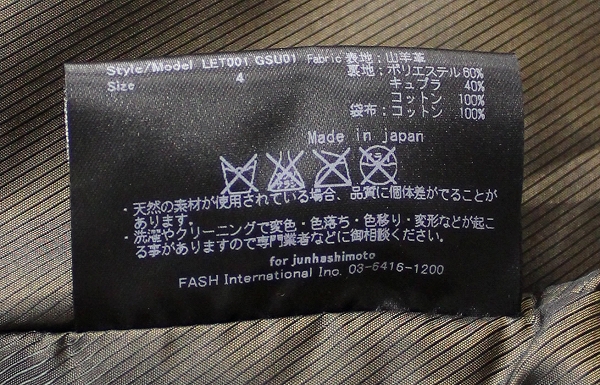 Style/Model LET001 GSU01 Fabric 表地：山羊革
Size 4 裏地：ポリエステル60%
キュプラ 40%
コットン 100%
袋布：コットン 100%
Made in japan
・天然の素材が使用されている場合、品質に個体差がでることが
あります。
・洗濯やクリーニングで変色・色落ち・色移り・変形などが起こ
る事がありますので専門業者などに御相談ください。
for junhashimoto
FASH International Inc. 03-6416-1200